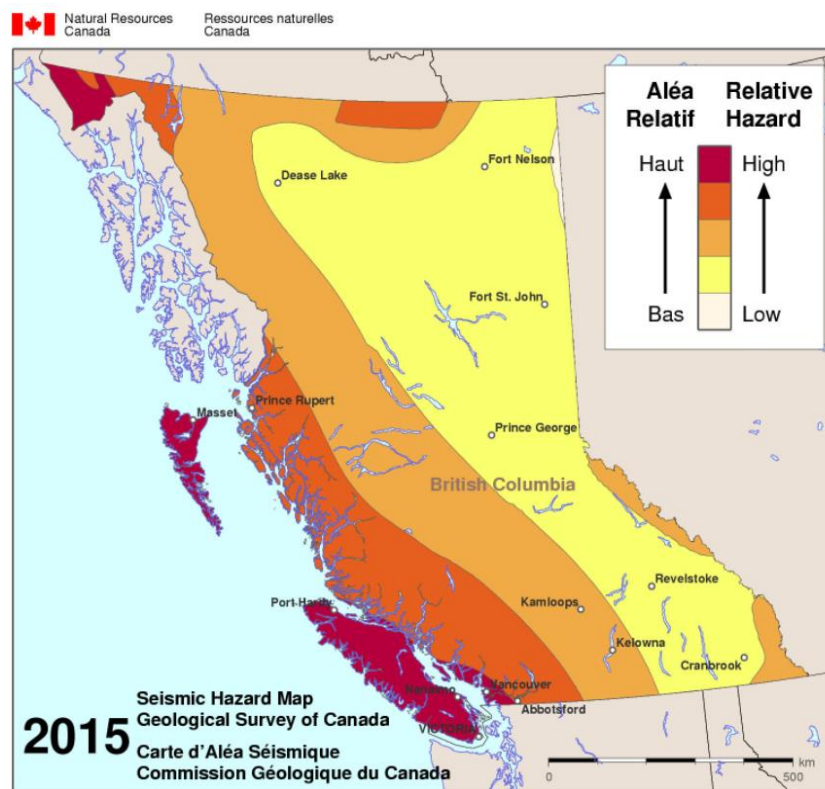 Natural Resources
Canada
Ressources naturelles
Canada
Aléa
Relatif
Relative
Hazard
Haut
High
Bas
Low
Dease Lake
Fort Nelson
Fort St. John
Prince Rupert
Masset
Prince George
British Columbia
Revelstoke
Port Hardy
Kamloops
Kelowna
Cranbrook
Vancouver
Nanaimo
Abbotsford
VICTORIA
2015
Seismic Hazard Map
Geological Survey of Canada
Carte d'Aléa Séismique
Commission Géologique du Canada
km
0
500